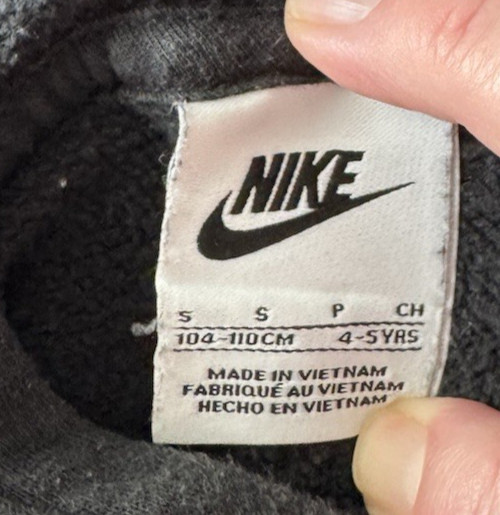 NIKE
S S P CH
104-110CM 4-5YRS
MADE IN VIETNAM
FABRIQUÉ AU VIETNAM
HECHO EN VIETNAM